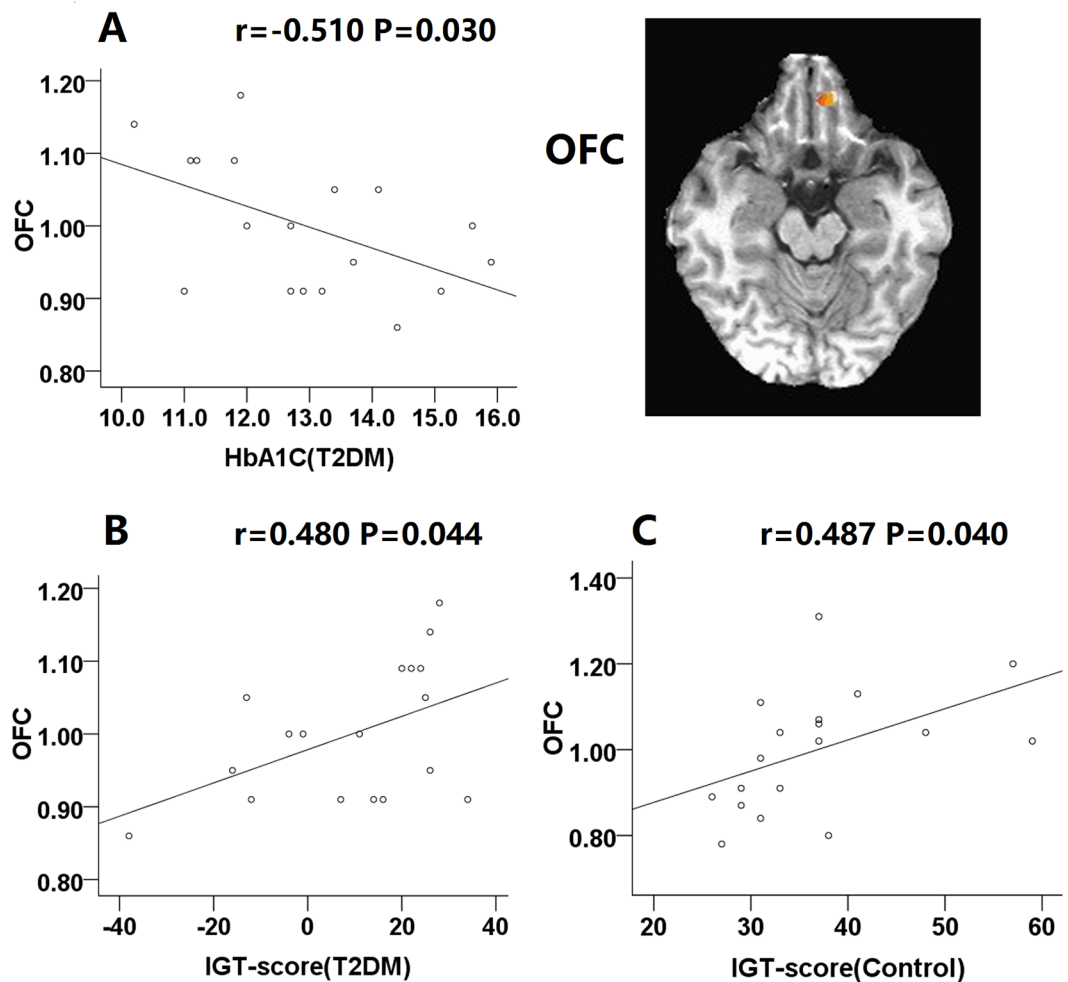 A
r=-0.510 P=0.030
1.20
1.10
1.00
0.90
0.80
OFC
10.0 11.0 12.0 13.0 14.0 15.0 16.0
HbA1C(T2DM)
OFC
B
r=0.480 P=0.044
1.20
1.10
1.00
0.90
0.80
OFC
-40 -20 0 20 40
IGT-score(T2DM)
C
r=0.487 P=0.040
1.40
1.20
1.00
0.80
OFC
20 30 40 50 60
IGT-score(Control)